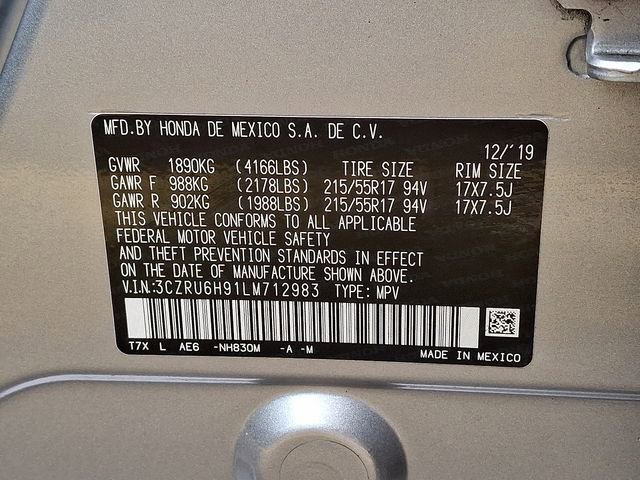 MFD.BY HONDA DE MEXICO S.A. DE C.V.
12/'19
GVWR 1890KG (4166LBS) TIRE SIZE RIM SIZE
GAWR F 988KG (2178LBS) 215/55R17 94V 17X7.5J
GAWR R 902KG (1988LBS) 215/55R17 94V 17X7.5J
THIS VEHICLE CONFORMS TO ALL APPLICABLE
FEDERAL MOTOR VEHICLE SAFETY
AND THEFT PREVENTION STANDARDS IN EFFECT
ON THE DATE OF MANUFACTURE SHOWN ABOVE.
V.I.N.:3CZRU6H91LM712983 TYPE: MPV
T7X L AE6 -NH830M -A -M
MADE IN MEXICO